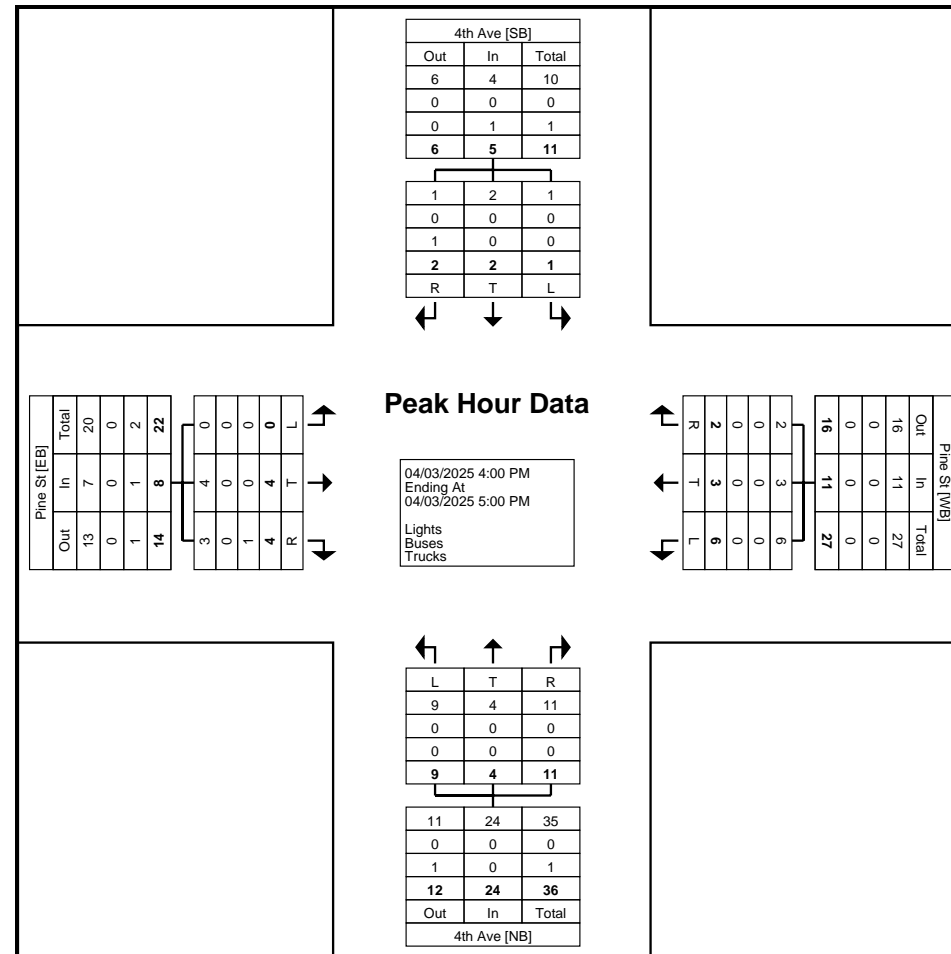 4th Ave [SB]
Out In Total
6 4 10
0 0 0
0 1 1
6 5 11
1 2 1
0 0 0
1 0 0
2 2 1
R T L
Peak Hour Data
04/03/2025 4:00 PM
Ending At
04/03/2025 5:00 PM
Lights
Buses
Trucks
Pine St [EB]
Out In Total
13 7 20
0 0 0
1 1 2
14 8 22
3 4 0
0 0 0
1 0 0
4 4 0
R T L
Pine St [WB]
Out In Total
16 11 27
0 0 0
0 0 0
16 11 27
2 3 6
0 0 0
0 0 0
2 3 6
R T L
L T R
9 4 11
0 0 0
0 0 0
9 4 11
11 24 35
0 0 0
1 0 1
12 24 36
Out In Total
4th Ave [NB]